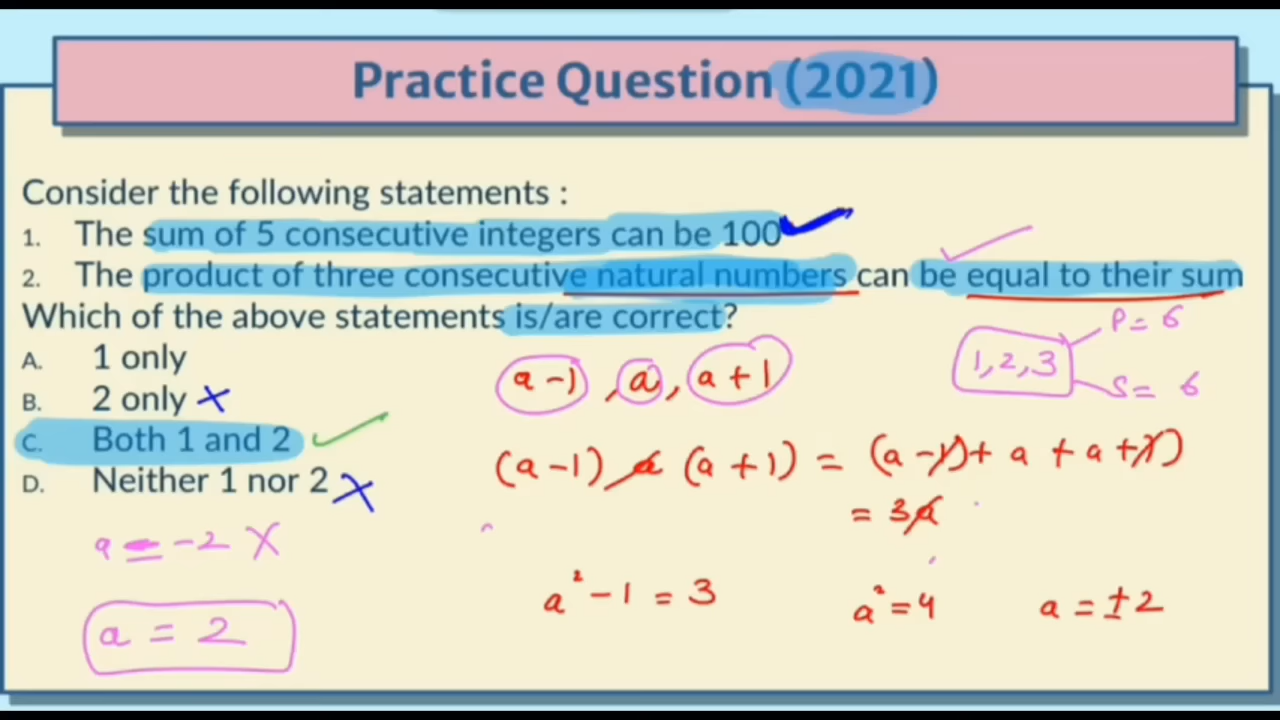 Practice Question (2021)
Consider the following statements :
1. The sum of 5 consecutive integers can be 100
2. The product of three consecutive natural numbers can be equal to their sum
Which of the above statements is/are correct?
A. 1 only
B. 2 only
C. Both 1 and 2
D. Neither 1 nor 2
a - 1 , a , a + 1
1, 2, 3
P = 6
S = 6
(a - 1) a (a + 1) = (a - 1) + a + a + 1)
= 3a
a = -2
a² - 1 = 3
a² = 4
a = ±2
a = 2